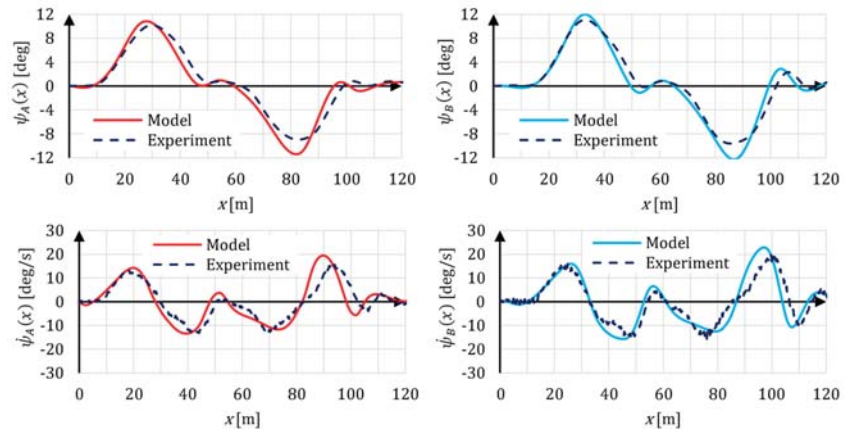 12
8
4
0
-4
-8
-12
ψA(x) [deg]
Model
Experiment
0 20 40 60 80 100 120
x [m]
12
8
4
0
-4
-8
-12
ψB(x) [deg]
Model
Experiment
0 20 40 60 80 100 120
x [m]
30
20
10
0
-10
-20
-30
ψ̇A(x) [deg/s]
Model
Experiment
0 20 40 60 80 100 120
x [m]
30
20
10
0
-10
-20
-30
ψ̇B(x) [deg/s]
Model
Experiment
0 20 40 60 80 100 120
x [m]